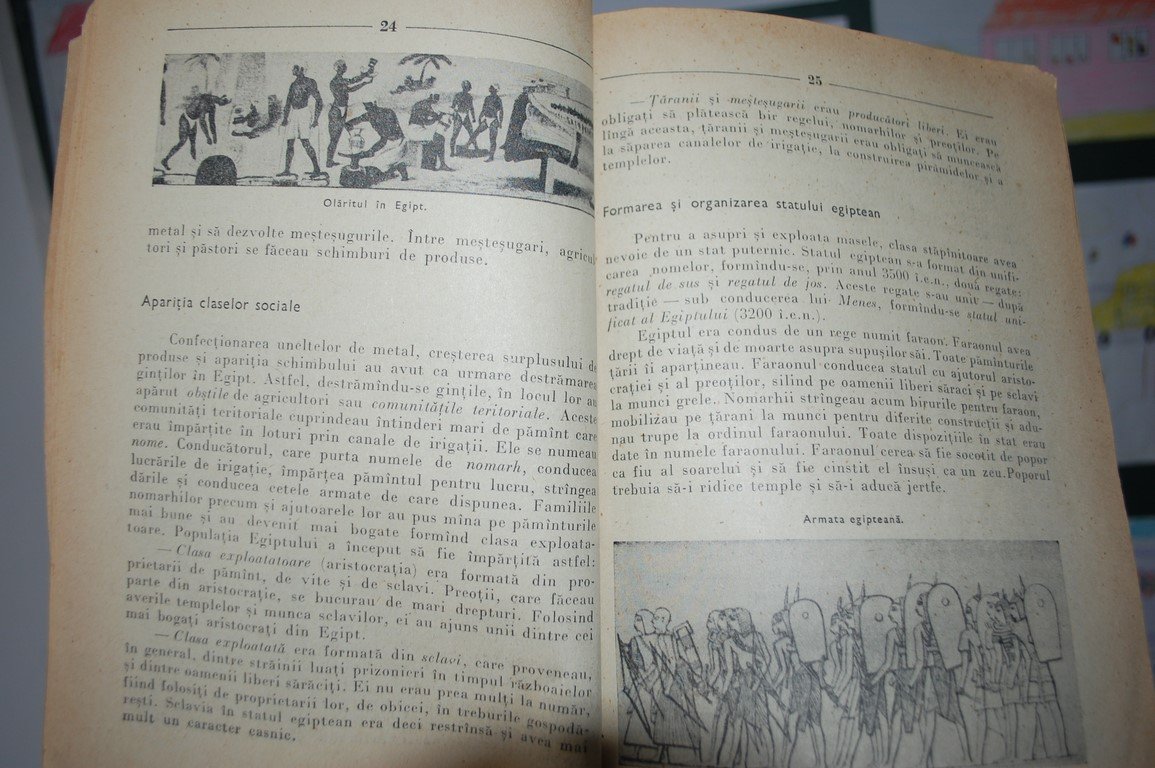 24
Olăritul în Egipt.
metal și să dezvolte meșteșugurile. Între meșteșugari, agricul-
tori și păstori se făceau schimburi de produse.
Apariția claselor sociale
Confecționarea uneltelor de metal, creșterea surplusului de
produse și apariția schimbului au avut ca urmare destrămarea
ginților în Egipt. Astfel, destrămîndu-se gințile, în locul lor au
apărut obștile de agricultori sau comunitățile teritoriale. Aceste
comunități teritoriale cuprindeau întinderi mari de pămînt care
erau împărțite în loturi prin canale de irigații. Ele se numeau
nome. Conducătorul, care purta numele de nomarh, conducea
lucrările de irigație, împărțea pămîntul pentru lucru, strîngea
dările și conducea cetele armate de care dispunea. Familiile
nomarhilor precum și ajutoarele lor au pus mîna pe pămînturile
mai bune și au devenit mai bogate formînd clasa exploata-
toare. Populația Egiptului a început să fie împărțită astfel:
— Clasa exploatatoare (aristocrația) era formată din pro-
prietarii de pămînt, de vite și de sclavi. Preoții, care făceau
parte din aristocrație, se bucurau de mari drepturi. Folosind
averile templelor și munca sclavilor, ei au ajuns unii dintre cei
mai bogați aristocrați din Egipt.
— Clasa exploatată era formată din sclavi, care proveneau,
în general, dintre străinii luați prizonieri în timpul războaielor
și dintre oamenii liberi sărăciți. Ei nu erau prea mulți la număr,
fiind folosiți de proprietarii lor, de obicei, în treburile gospodă-
rești. Sclavia în statul egiptean era deci restrînsă și avea mai
mult un caracter casnic.
25
— Țăranii și meșteșugarii erau producători liberi. Ei erau
obligați să plătească bir regelui, nomarhilor și preoților. Pe
lîngă aceasta, țăranii și meșteșugarii erau obligați să muncească
la săparea canalelor de irigație, la construirea piramidelor și a
templelor.
Formarea și organizarea statului egiptean
Pentru a asupri și exploata masele, clasa stăpînitoare avea
nevoie de un stat puternic. Statul egiptean s-a format din unifi-
carea nomelor, formîndu-se, prin anul 3500 î.e.n., două regate:
regatul de sus și regatul de jos. Aceste regate s-au unit — după
tradiție — sub conducerea lui Menes, formîndu-se statul uni-
ficat al Egiptului (3200 î.e.n.).
Egiptul era condus de un rege numit faraon. Faraonul avea
drept de viață și de moarte asupra supușilor săi. Toate pămînturile
țării îi aparțineau. Faraonul conducea statul cu ajutorul aristo-
crației și al preoților, silind pe oamenii liberi săraci și pe sclavi
la munci grele. Nomarhii strîngeau acum birurile pentru faraon,
mobilizau pe țărani la munci pentru diferite construcții și adu-
nau trupe la ordinul faraonului. Toate dispozițiile în stat erau
date în numele faraonului. Faraonul cerea să fie socotit de popor
ca fiu al soarelui și să fie cinstit el însuși ca un zeu.Poporul
trebuia să-i ridice temple și să-i aducă jertfe.
Armata egipteană.